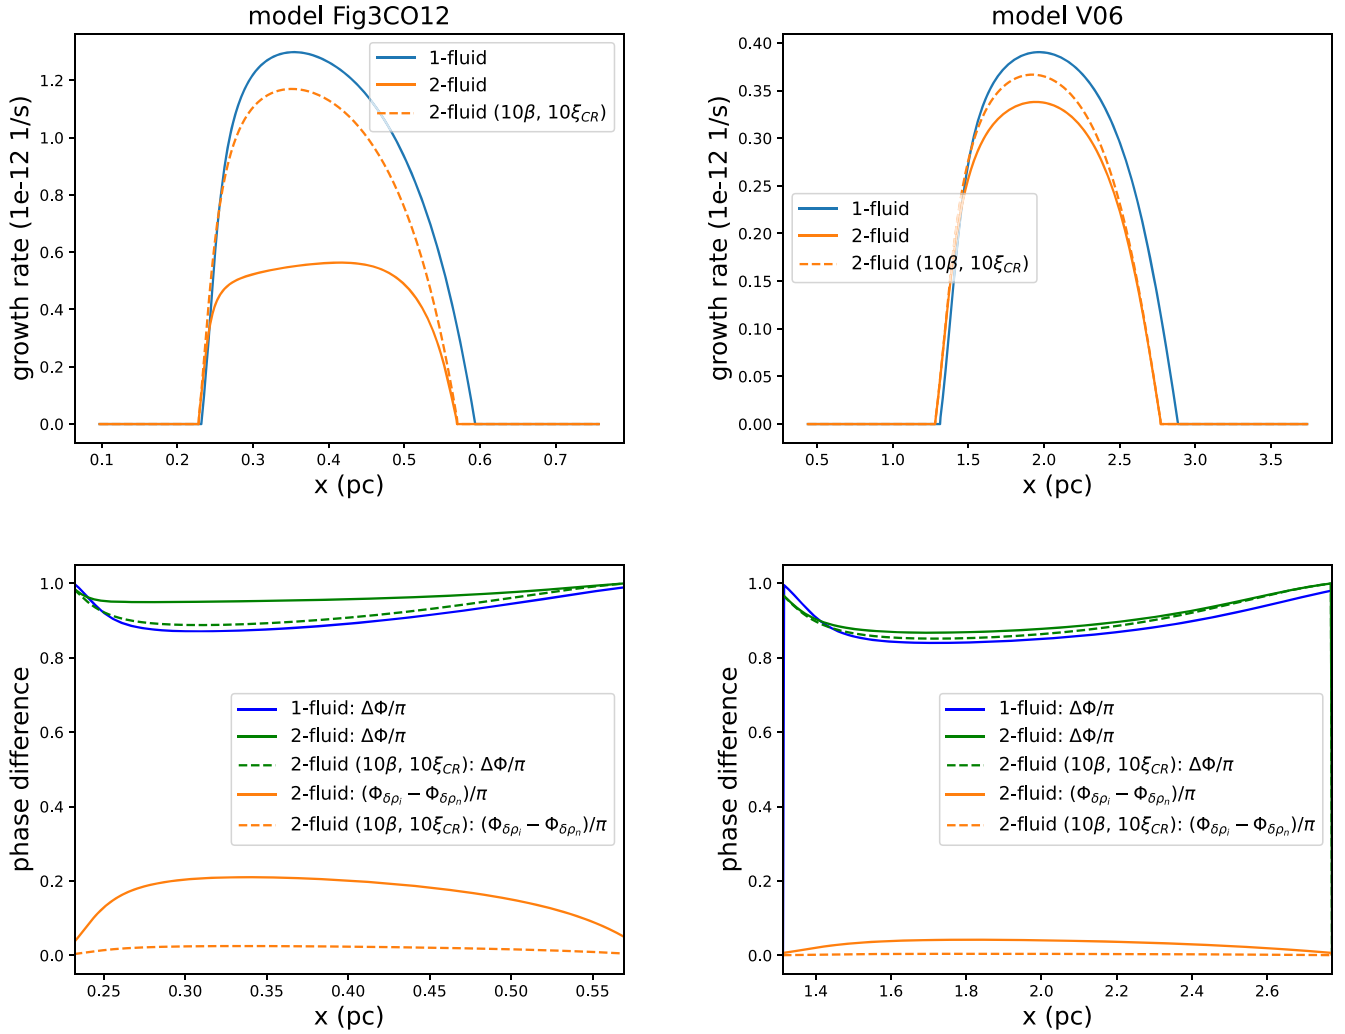 model Fig3CO12
growth rate (1e-12 1/s)
1.2
1.0
0.8
0.6
0.4
0.2
0.0
1-fluid
2-fluid
2-fluid (10β, 10ξ_CR)
0.1 0.2 0.3 0.4 0.5 0.6 0.7
x (pc)
model V06
growth rate (1e-12 1/s)
0.40
0.35
0.30
0.25
0.20
0.15
0.10
0.05
0.00
1-fluid
2-fluid
2-fluid (10β, 10ξ_CR)
0.5 1.0 1.5 2.0 2.5 3.0 3.5
x (pc)
phase difference
1.0
0.8
0.6
0.4
0.2
0.0
1-fluid: ΔΦ/π
2-fluid: ΔΦ/π
2-fluid (10β, 10ξ_CR): ΔΦ/π
2-fluid: (Φ_δρi − Φ_δρn)/π
2-fluid (10β, 10ξ_CR): (Φ_δρi − Φ_δρn)/π
0.25 0.30 0.35 0.40 0.45 0.50 0.55
x (pc)
phase difference
1.0
0.8
0.6
0.4
0.2
0.0
1-fluid: ΔΦ/π
2-fluid: ΔΦ/π
2-fluid (10β, 10ξ_CR): ΔΦ/π
2-fluid: (Φ_δρi − Φ_δρn)/π
2-fluid (10β, 10ξ_CR): (Φ_δρi − Φ_δρn)/π
1.4 1.6 1.8 2.0 2.2 2.4 2.6
x (pc)